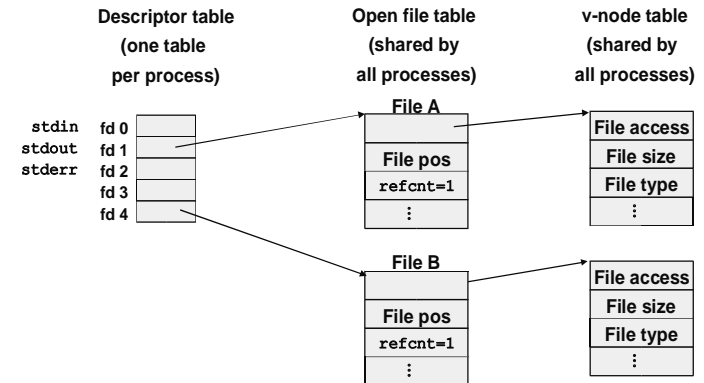 Descriptor table
(one table
per process)
Open file table
(shared by
all processes)
v-node table
(shared by
all processes)
stdin fd 0
stdout fd 1
stderr fd 2
fd 3
fd 4
File A
File pos
refcnt=1
⋮
File access
File size
File type
⋮
File B
File pos
refcnt=1
⋮
File access
File size
File type
⋮